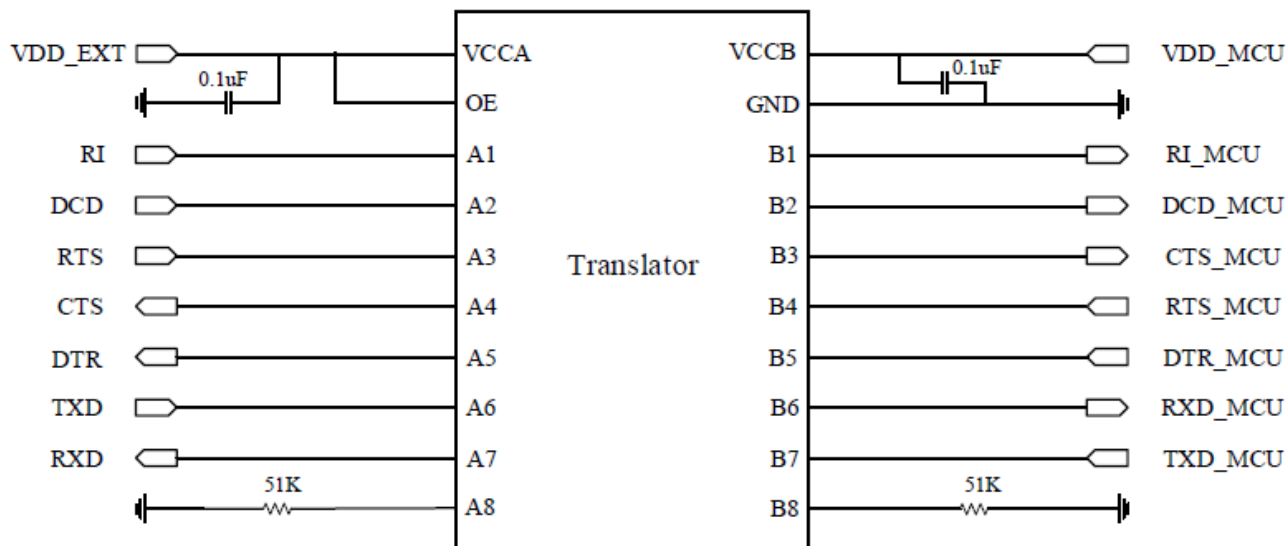 VDD_EXT VCCA VCCB VDD_MCU
0.1uF 0.1uF
OE GND
RI A1 B1 RI_MCU
DCD A2 B2 DCD_MCU
RTS A3 Translator B3 CTS_MCU
CTS A4 B4 RTS_MCU
DTR A5 B5 DTR_MCU
TXD A6 B6 RXD_MCU
RXD A7 B7 TXD_MCU
51K 51K
A8 B8